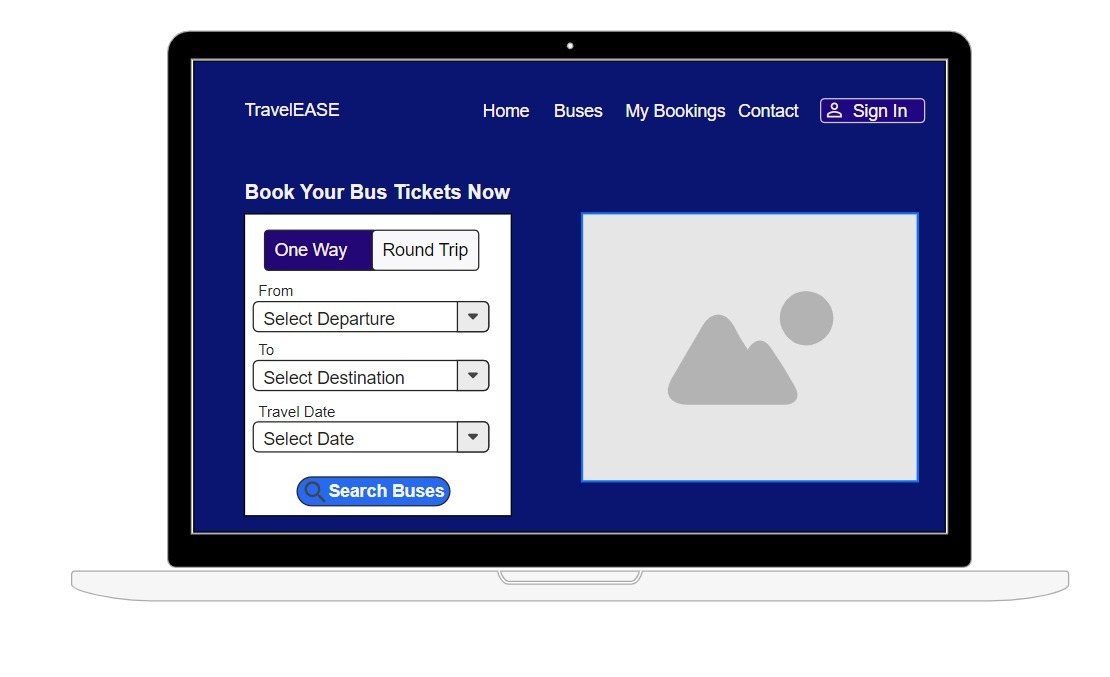 TravelEASE
Home Buses My Bookings Contact Sign In
Book Your Bus Tickets Now
One Way Round Trip
From
Select Departure
To
Select Destination
Travel Date
Select Date
Search Buses